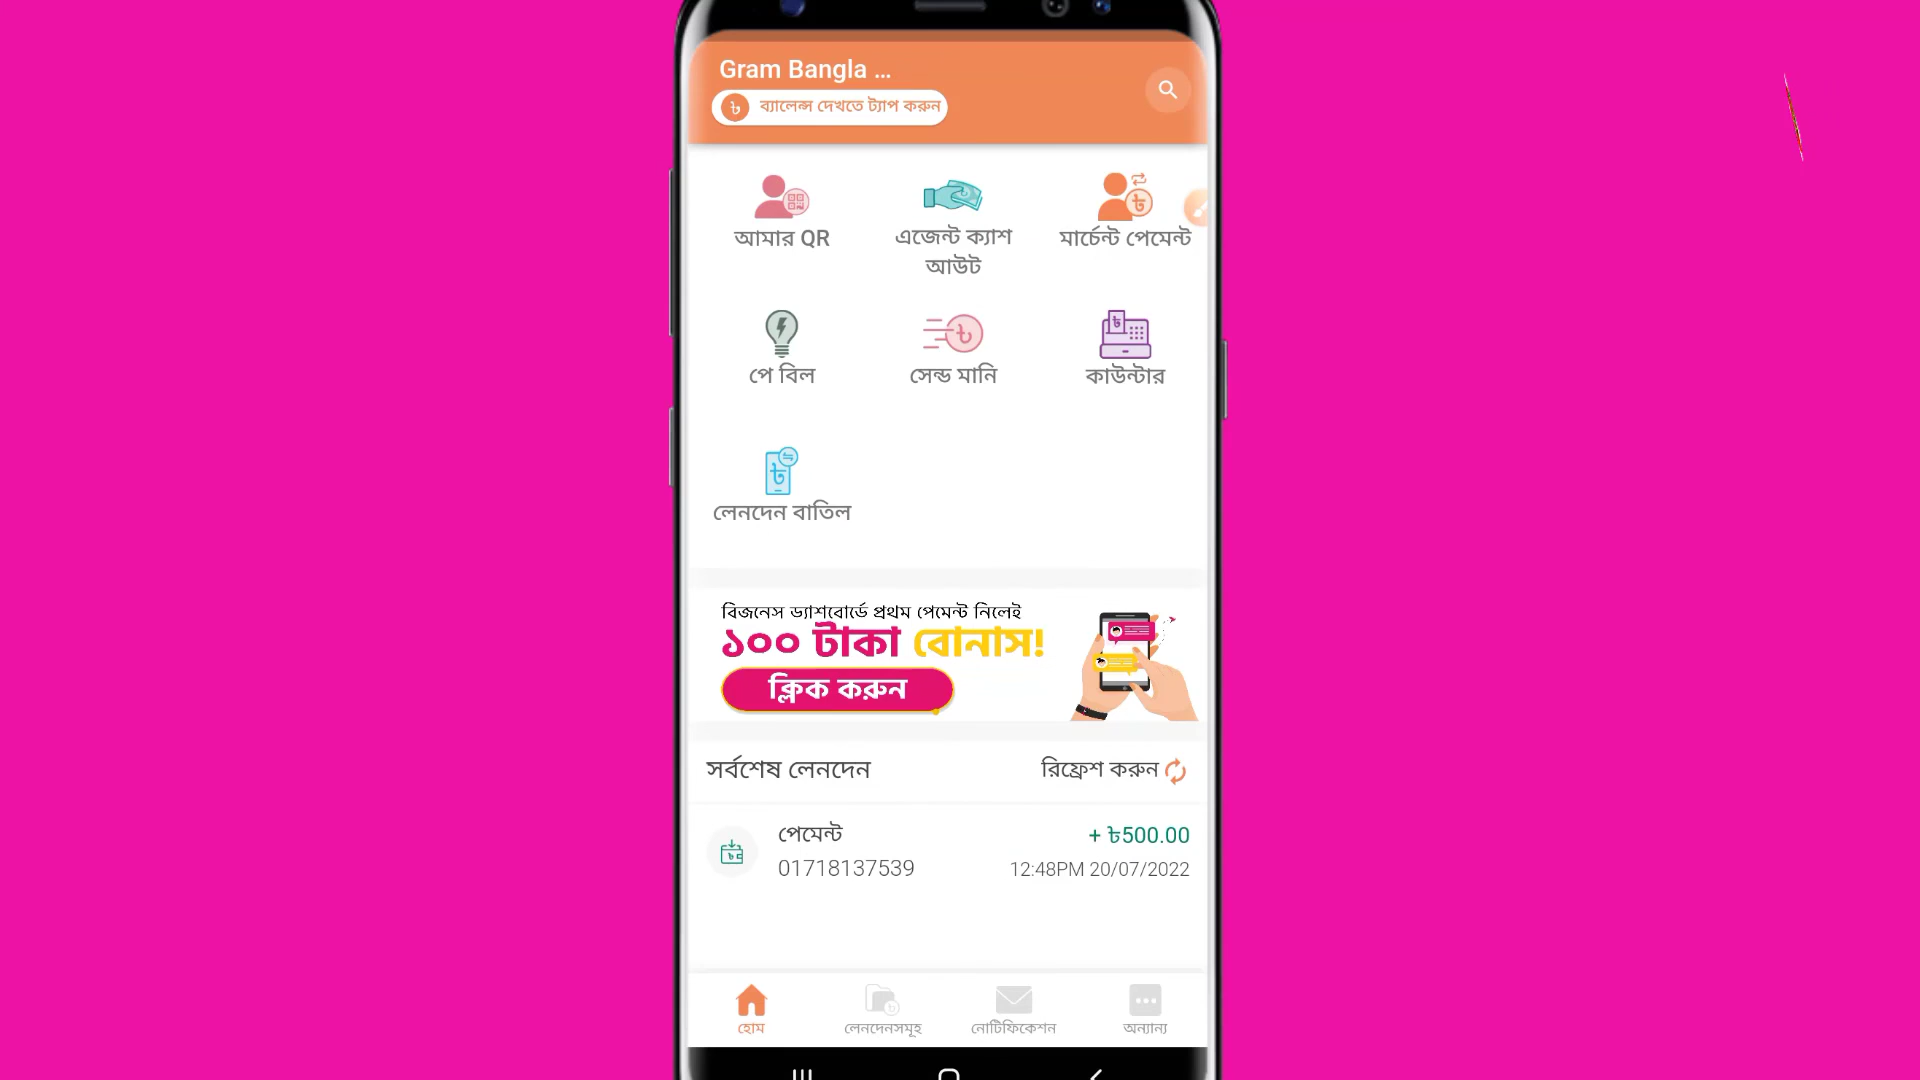 Gram Bangla ...
৳ ব্যালেন্স দেখতে ট্যাপ করুন
আমার QR
এজেন্ট ক্যাশ
আউট
মার্চেন্ট পেমেন্ট
পে বিল
সেন্ড মানি
কাউন্টার
লেনদেন বাতিল
বিজনেস ড্যাশবোর্ডে প্রথম পেমেন্ট নিলেই
১০০ টাকা বোনাস!
ক্লিক করুন
সর্বশেষ লেনদেন
রিফ্রেশ করুন
পেমেন্ট
+ ৳500.00
01718137539
12:48PM 20/07/2022
হোম
লেনদেনসমূহ
নোটিফিকেশন
অন্যান্য